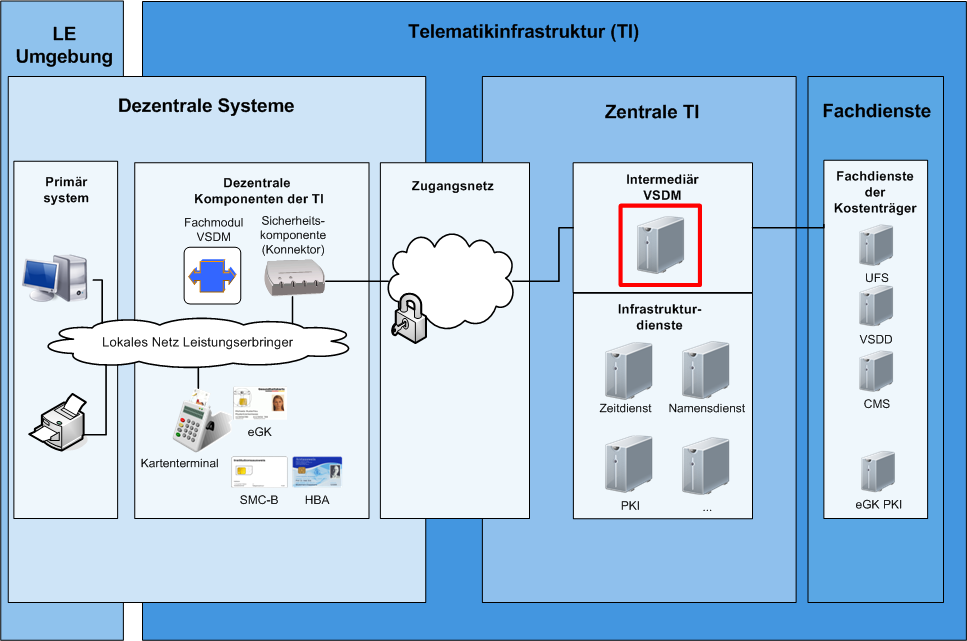 LE
Umgebung
Telematikinfrastruktur (TI)
Dezentrale Systeme
Zentrale TI
Fachdienste
Primär
system
Dezentrale
Komponenten der TI
Fachmodul
VSDM
Sicherheits-
komponente
(Konnektor)
Lokales Netz Leistungserbringer
Kartenterminal
eGK
SMC-B
HBA
Zugangsnetz
Intermediär
VSDM
Infrastruktur-
dienste
Zeitdienst
Namensdienst
PKI
...
Fachdienste
der
Kostenträger
UFS
VSDD
CMS
eGK PKI